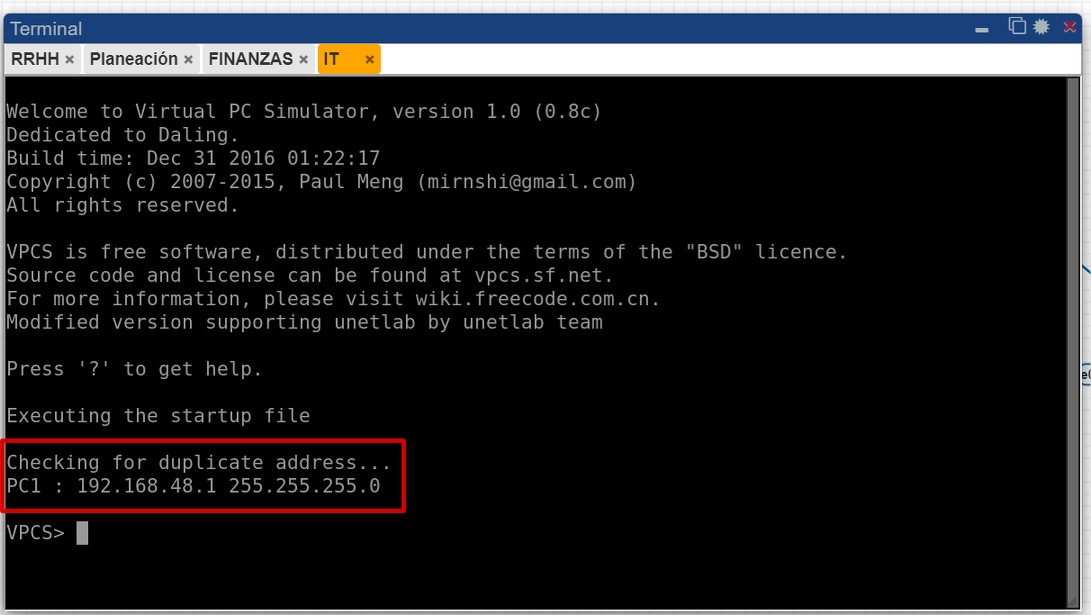 Terminal
RRHH × Planeación × FINANZAS × IT ×
Welcome to Virtual PC Simulator, version 1.0 (0.8c)
Dedicated to Daling.
Build time: Dec 31 2016 01:22:17
Copyright (c) 2007-2015, Paul Meng (mirnshi@gmail.com)
All rights reserved.
VPCS is free software, distributed under the terms of the "BSD" licence.
Source code and license can be found at vpcs.sf.net.
For more information, please visit wiki.freecode.com.cn.
Modified version supporting unetlab by unetlab team
Press '?' to get help.
Executing the startup file
Checking for duplicate address...
PC1 : 192.168.48.1 255.255.255.0
VPCS>